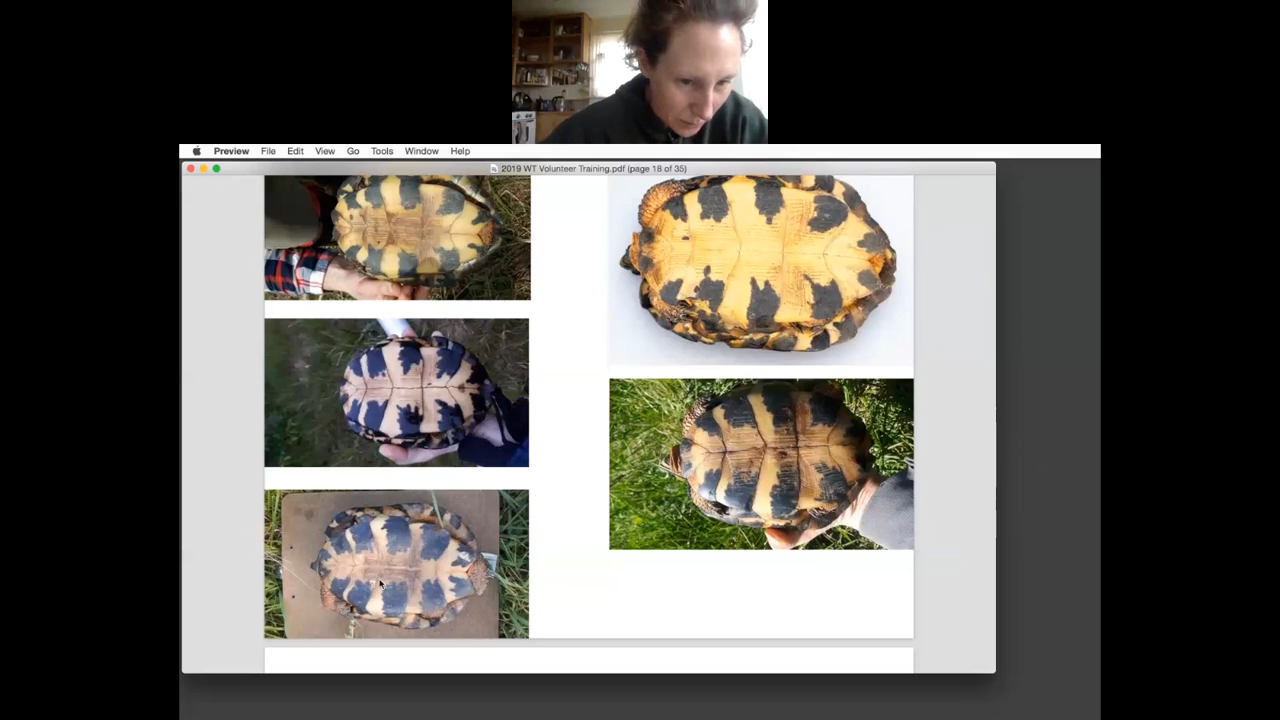 Preview File Edit View Go Tools Window Help
2019 WT Volunteer Training.pdf (page 18 of 35)